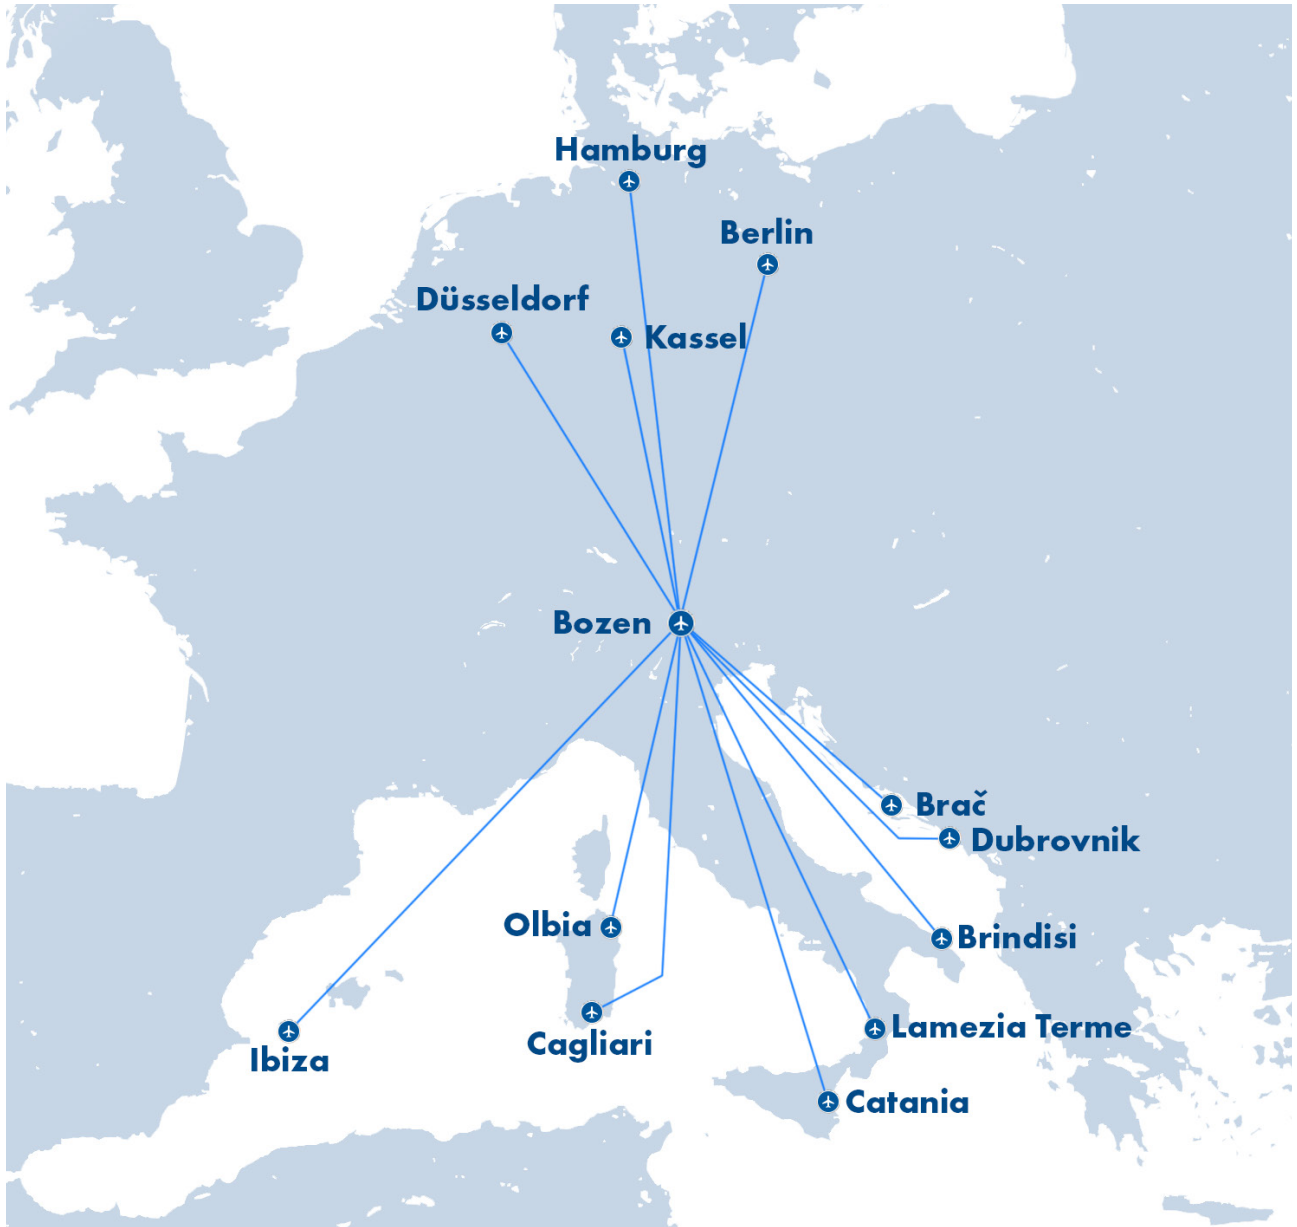 Hamburg
Berlin
Düsseldorf
Kassel
Bozen
Brač
Dubrovnik
Olbia
Brindisi
Lamezia Terme
Cagliari
Ibiza
Catania